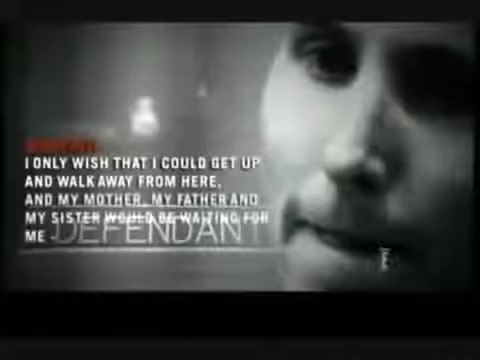 I ONLY WISH THAT I COULD GET UP
AND WALK AWAY FROM HERE,
AND MY MOTHER, MY FATHER AND
MY SISTER WOULD BE WAITING FOR
ME -
DEFENDANT